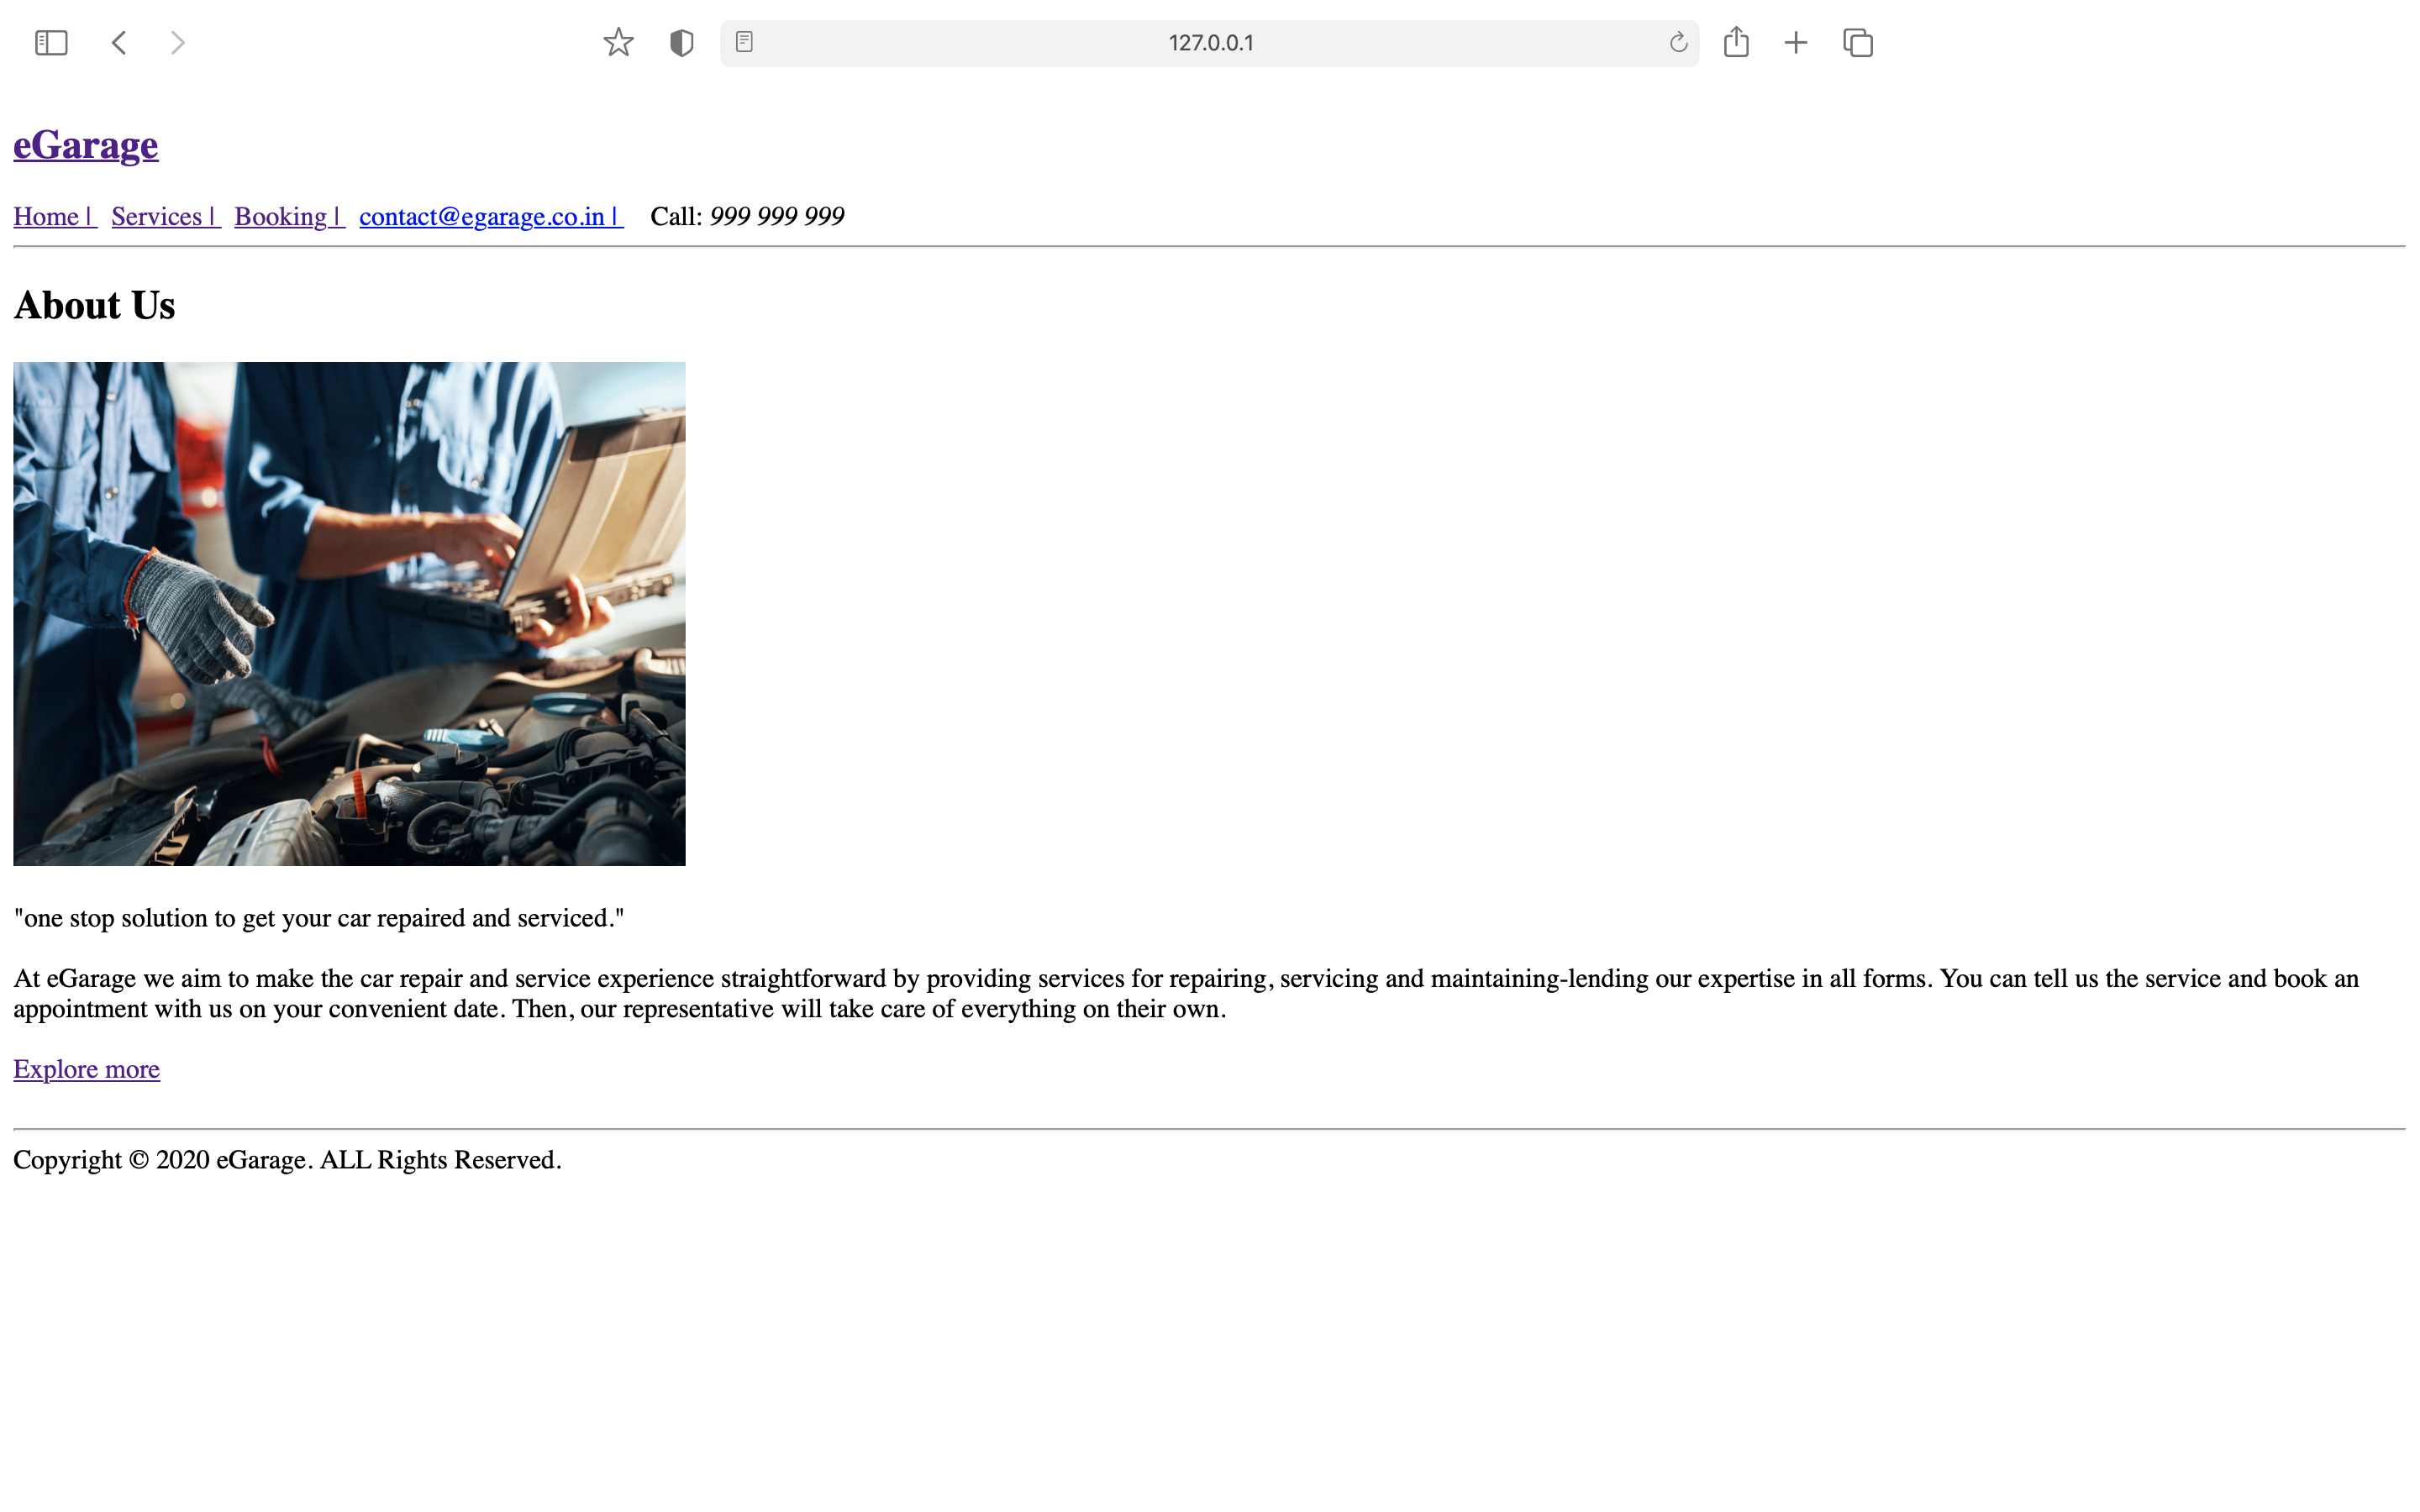 127.0.0.1
eGarage
Home | Services | Booking | contact@egarage.co.in | Call: 999 999 999
About Us
"one stop solution to get your car repaired and serviced."
At eGarage we aim to make the car repair and service experience straightforward by providing services for repairing, servicing and maintaining-lending our expertise in all forms. You can tell us the service and book an
appointment with us on your convenient date. Then, our representative will take care of everything on their own.
Explore more
Copyright © 2020 eGarage. ALL Rights Reserved.